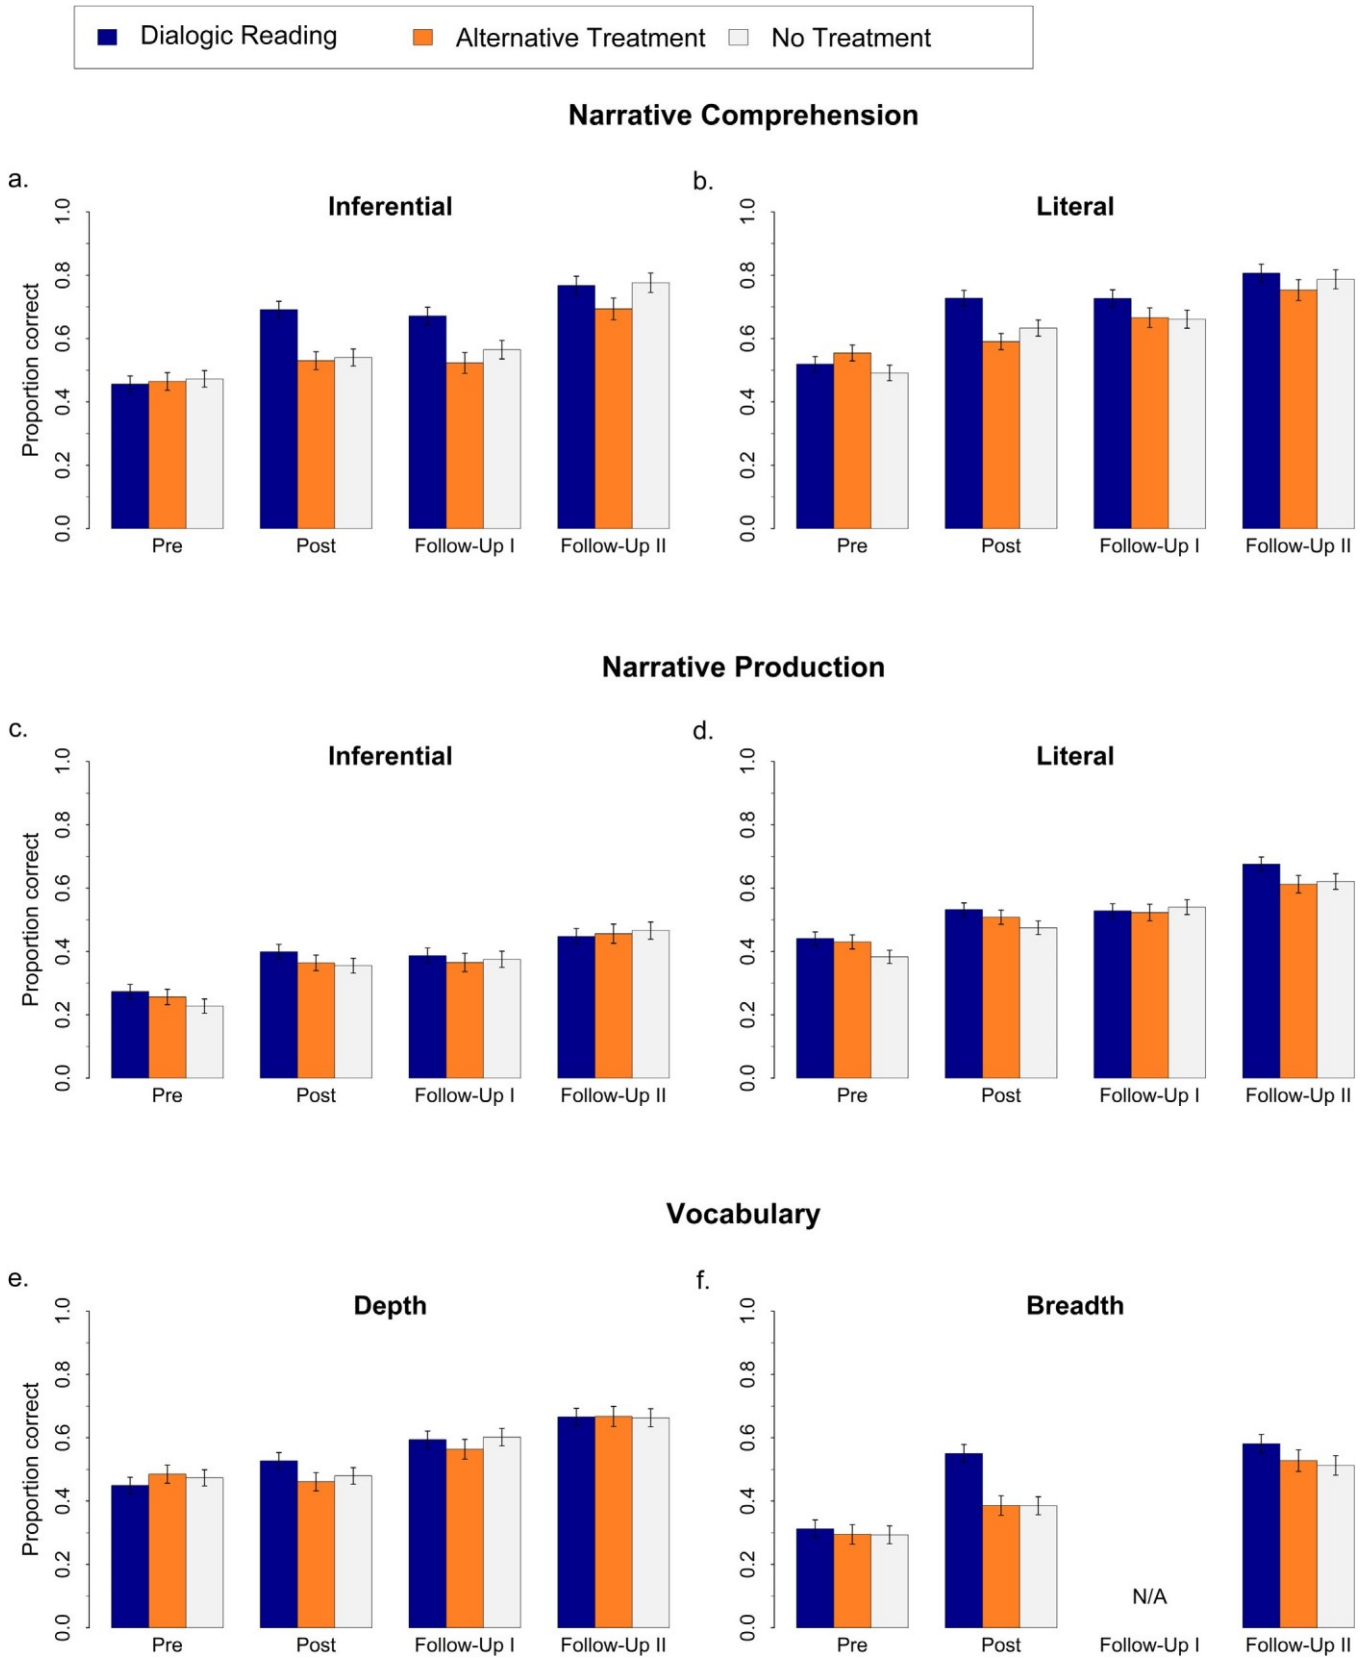 Dialogic Reading Alternative Treatment No Treatment
Narrative Comprehension
a.
Inferential
Proportion correct
1.0
0.8
0.6
0.4
0.2
0.0
Pre Post Follow-Up I Follow-Up II
b.
Literal
1.0
0.8
0.6
0.4
0.2
0.0
Pre Post Follow-Up I Follow-Up II
Narrative Production
c.
Inferential
Proportion correct
1.0
0.8
0.6
0.4
0.2
0.0
Pre Post Follow-Up I Follow-Up II
d.
Literal
1.0
0.8
0.6
0.4
0.2
0.0
Pre Post Follow-Up I Follow-Up II
Vocabulary
e.
Depth
Proportion correct
1.0
0.8
0.6
0.4
0.2
0.0
Pre Post Follow-Up I Follow-Up II
f.
Breadth
1.0
0.8
0.6
0.4
0.2
0.0
N/A
Pre Post Follow-Up I Follow-Up II